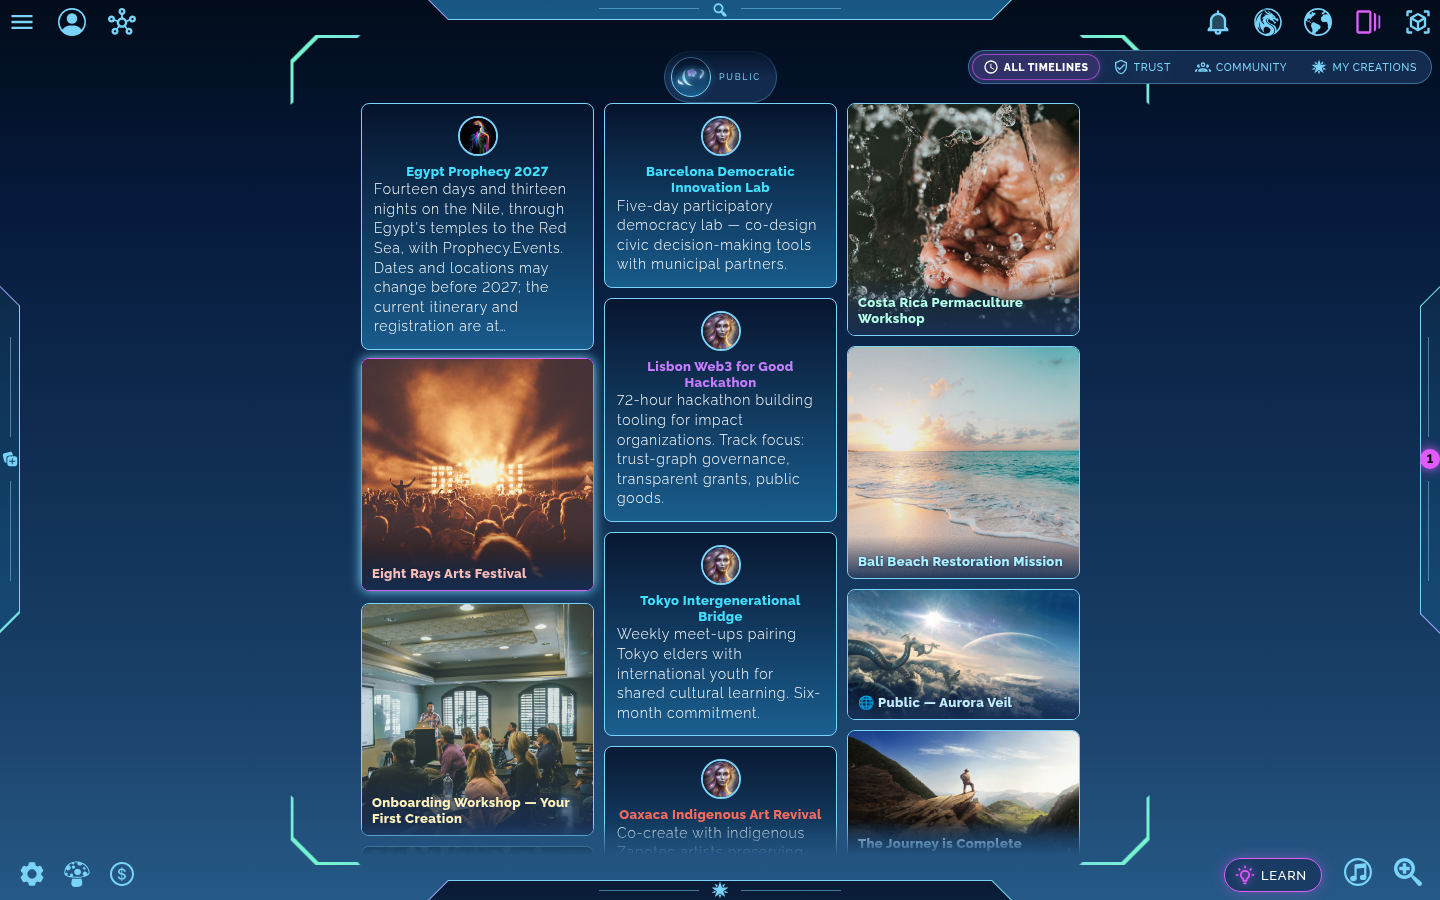 PUBLIC
ALL TIMELINES
TRUST
COMMUNITY
MY CREATIONS
Egypt Prophecy 2027
Fourteen days and thirteen
nights on the Nile, through
Egypt's temples to the Red
Sea, with Prophecy.Events.
Dates and locations may
change before 2027; the
current itinerary and
registration are at...
Eight Rays Arts Festival
Onboarding Workshop — Your
First Creation
Barcelona Democratic
Innovation Lab
Five-day participatory
democracy lab — co-design
civic decision-making tools
with municipal partners.
Lisbon Web3 for Good
Hackathon
72-hour hackathon building
tooling for impact
organizations. Track focus:
trust-graph governance,
transparent grants, public
goods.
Tokyo Intergenerational
Bridge
Weekly meet-ups pairing
Tokyo elders with
international youth for
shared cultural learning. Six-
month commitment.
Oaxaca Indigenous Art Revival
Co-create with indigenous
Zapotec artists preserving
Costa Rica Permaculture
Workshop
Bali Beach Restoration Mission
🌐 Public — Aurora Veil
The Journey is Complete
1
$
LEARN